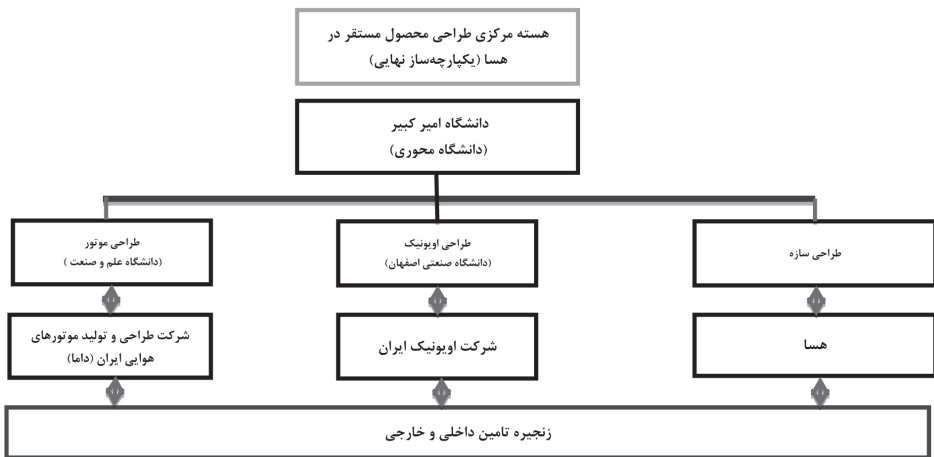 هسته مرکزی طراحی محصول مستقر در
هسا (یکپارچه‌ساز نهایی)
دانشگاه امیر کبیر
(دانشگاه محوری)
طراحی سازه
طراحی اویونیک
(دانشگاه صنعتی اصفهان)
طراحی موتور
(دانشگاه علم و صنعت )
هسا
شرکت اویونیک ایران
شرکت طراحی و تولید موتورهای
هوایی ایران (داما)
زنجیره تامین داخلی و خارجی